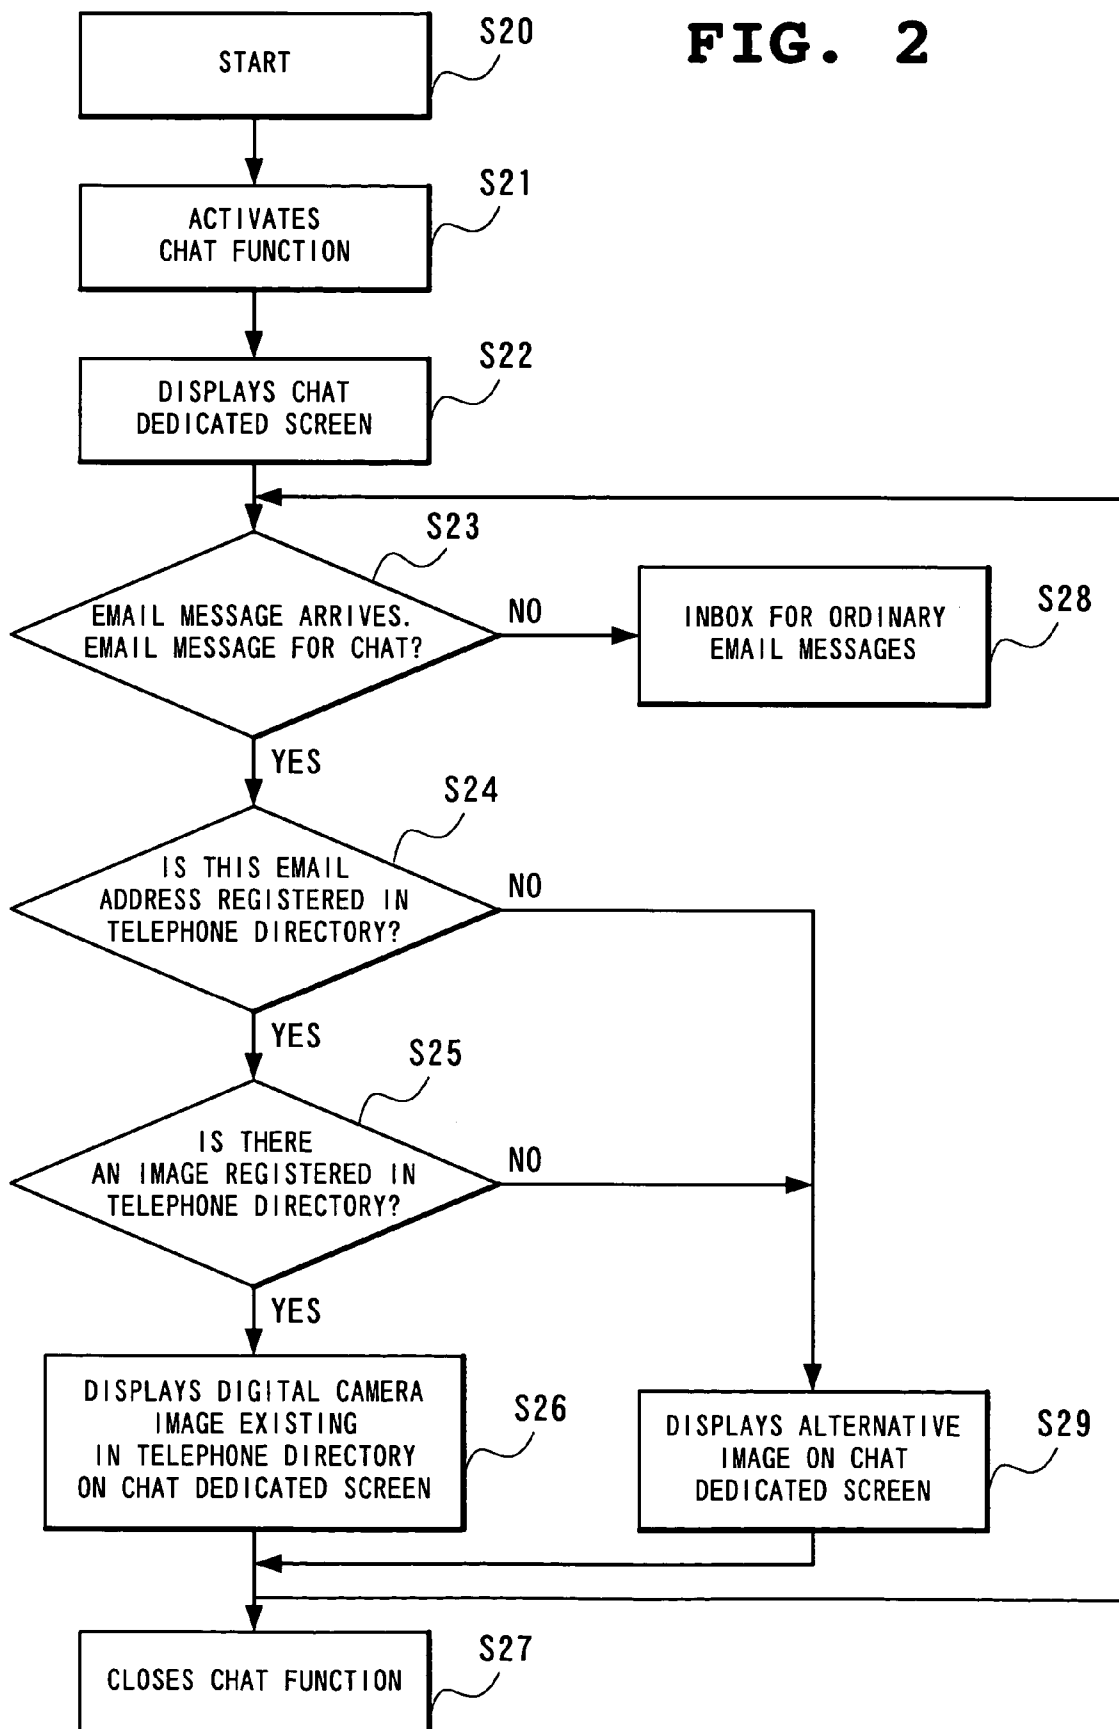 FIG. 2
START
S20
ACTIVATES
CHAT FUNCTION
S21
DISPLAYS CHAT
DEDICATED SCREEN
S22
EMAIL MESSAGE ARRIVES.
EMAIL MESSAGE FOR CHAT?
S23
NO
INBOX FOR ORDINARY
EMAIL MESSAGES
S28
YES
IS THIS EMAIL
ADDRESS REGISTERED IN
TELEPHONE DIRECTORY?
S24
NO
YES
IS THERE
AN IMAGE REGISTERED IN
TELEPHONE DIRECTORY?
S25
NO
YES
DISPLAYS DIGITAL CAMERA
IMAGE EXISTING
IN TELEPHONE DIRECTORY
ON CHAT DEDICATED SCREEN
S26
DISPLAYS ALTERNATIVE
IMAGE ON CHAT
DEDICATED SCREEN
S29
CLOSES CHAT FUNCTION
S27